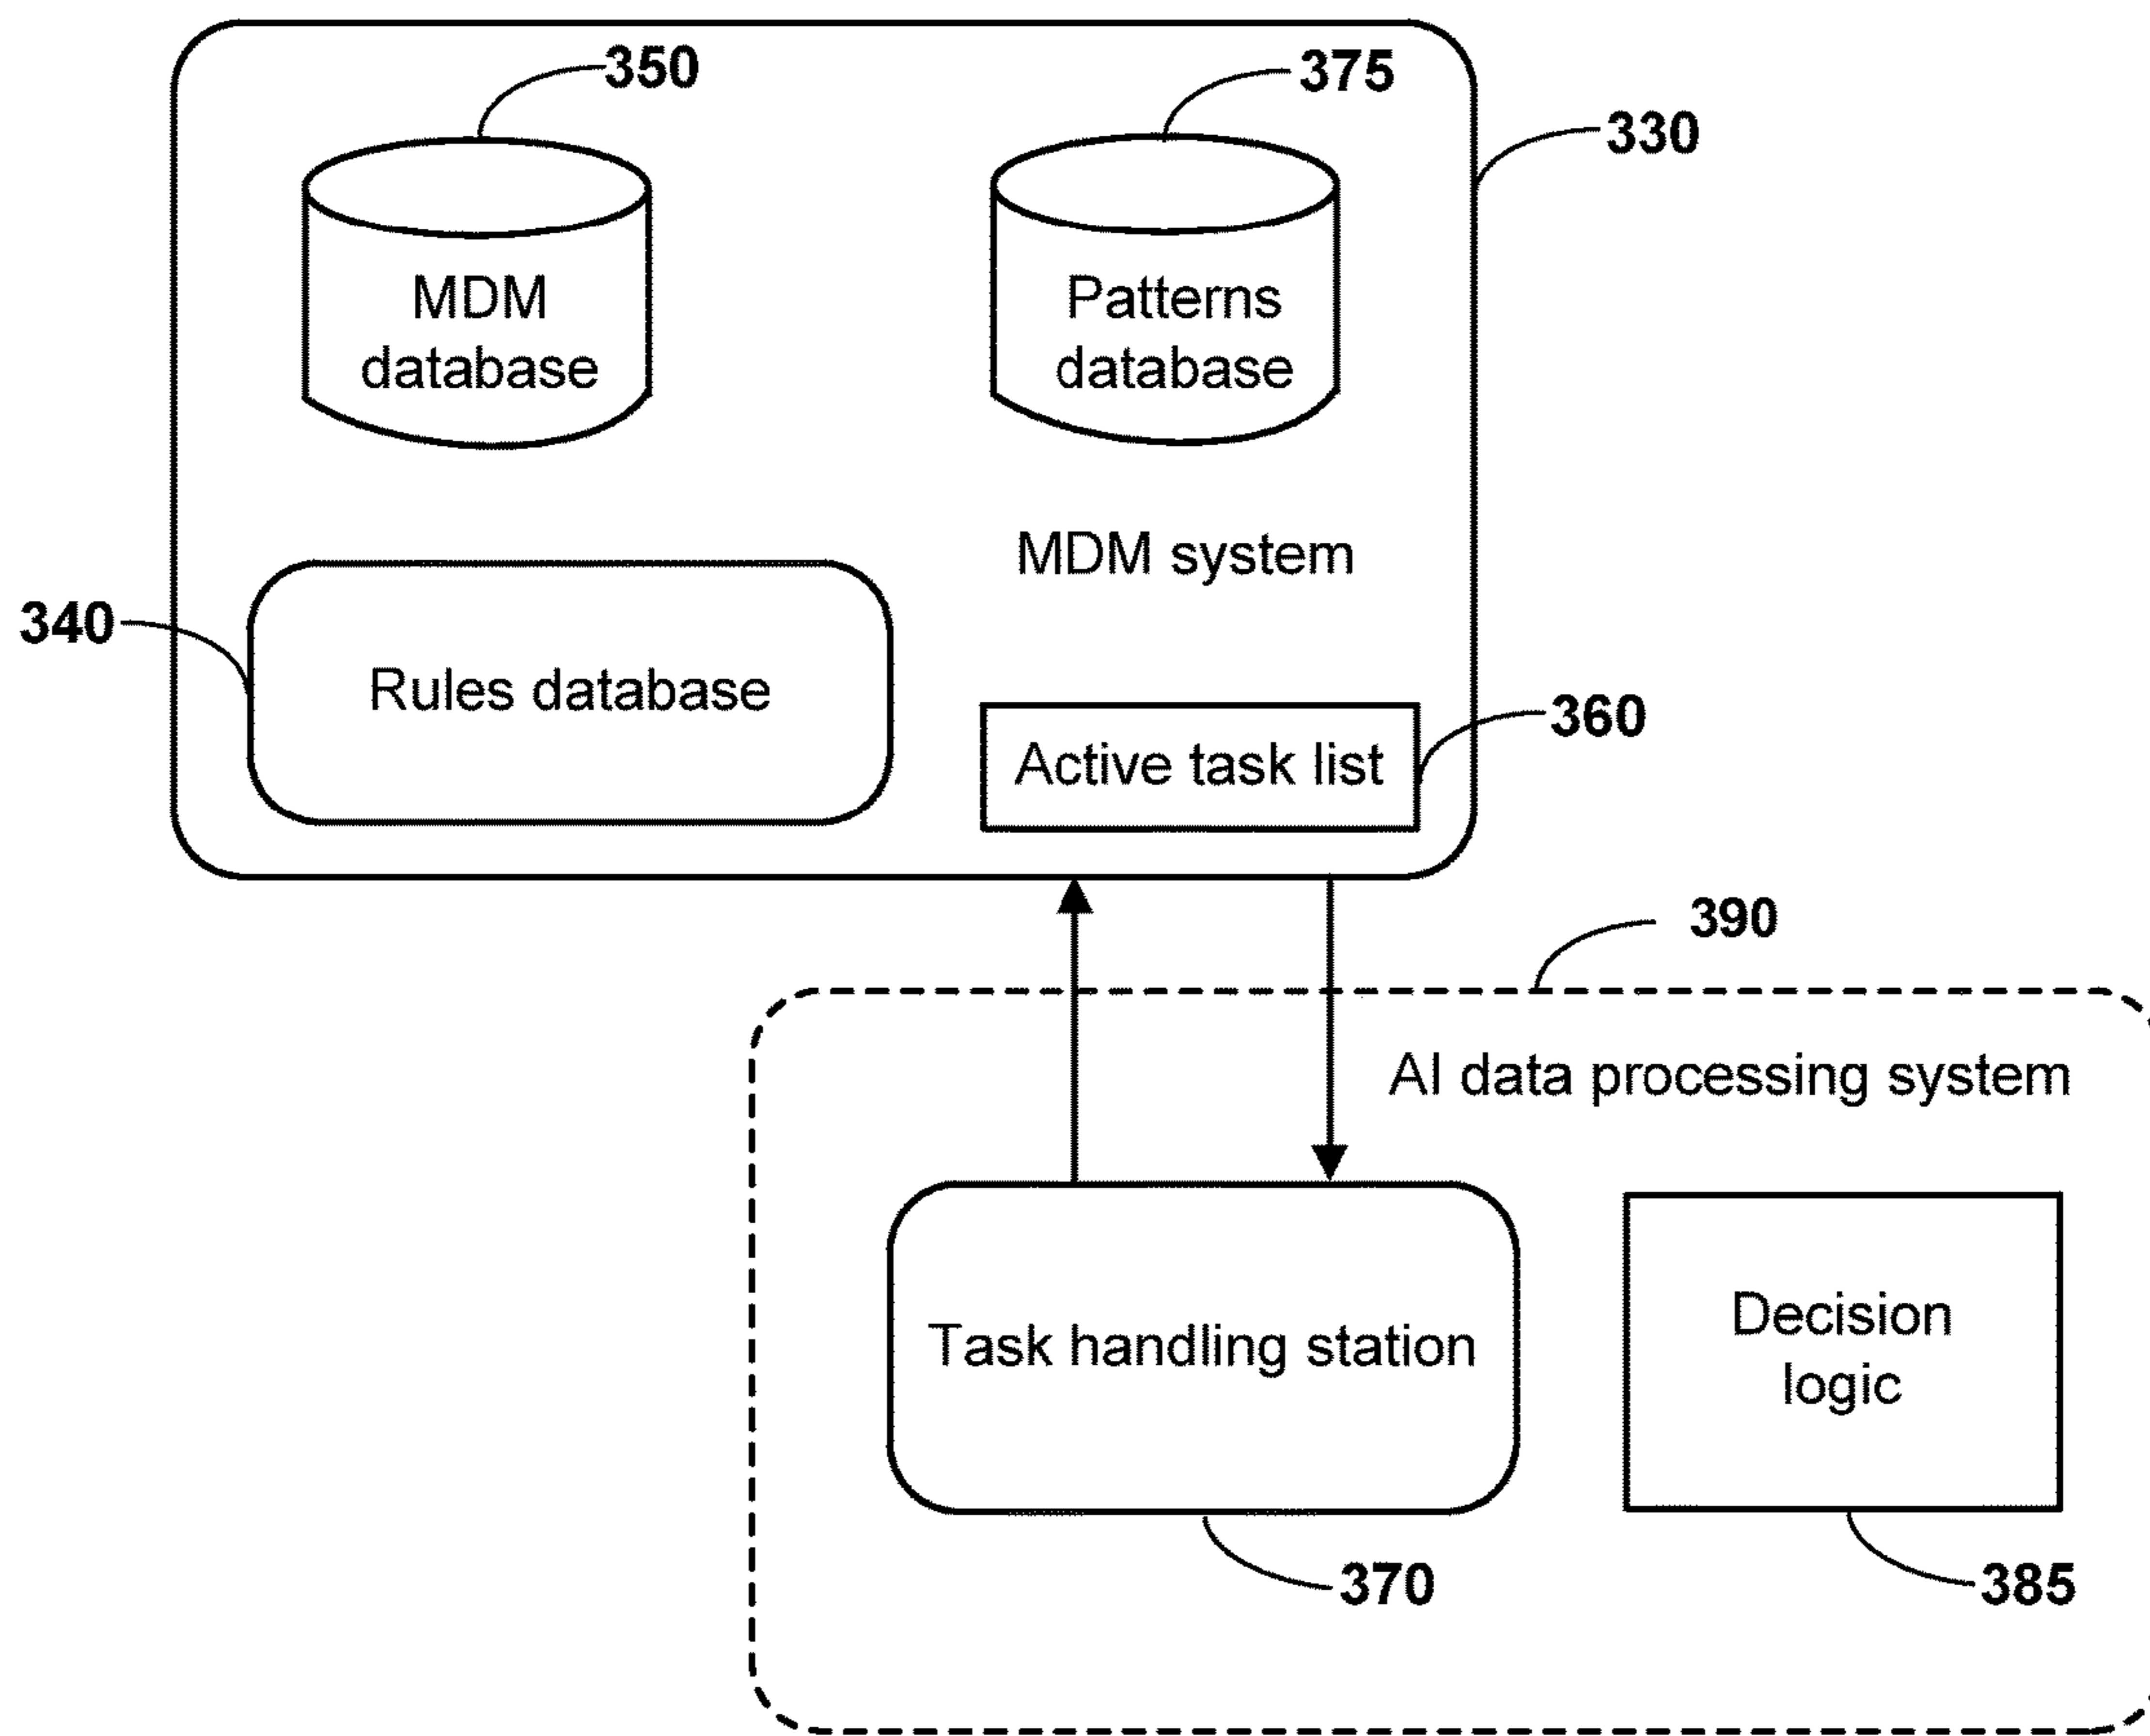 350
375
330
MDM
database
Patterns
database
MDM system
340
Rules database
360
Active task list
390
AI data processing system
Task handling station
Decision
logic
370
385